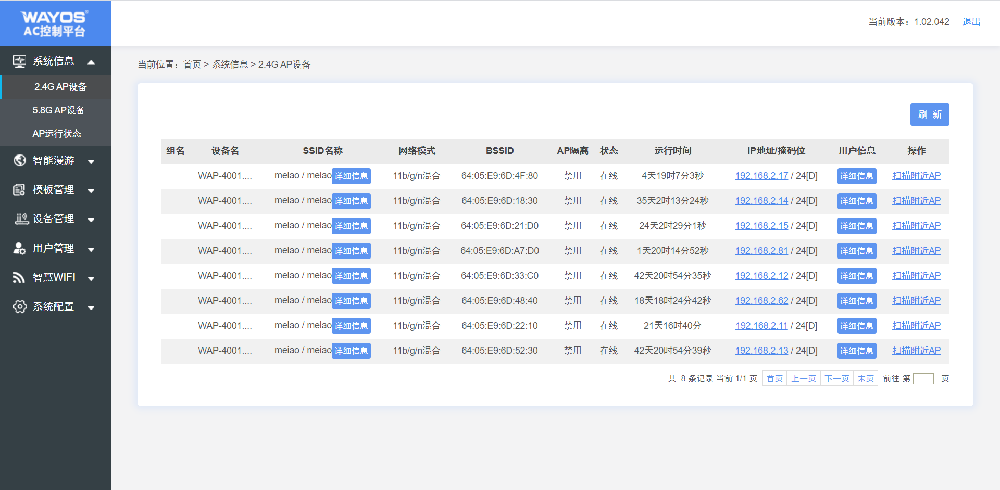 WAYOS®
AC控制平台
当前版本：1.02.042 退出
系统信息
2.4G AP设备
5.8G AP设备
AP运行状态
智能漫游
模板管理
设备管理
用户管理
智慧WIFI
系统配置
当前位置：首页 > 系统信息 > 2.4G AP设备
刷 新
组名 设备名 SSID名称 网络模式 BSSID AP隔离 状态 运行时间 IP地址/掩码位 用户信息 操作
WAP-4001.... meiao / meiao 详细信息 11b/g/n混合 64:05:E9:6D:4F:80 禁用 在线 4天19时7分3秒 192.168.2.17 / 24[D] 详细信息 扫描附近AP
WAP-4001.... meiao / meiao 详细信息 11b/g/n混合 64:05:E9:6D:18:30 禁用 在线 35天2时13分24秒 192.168.2.14 / 24[D] 详细信息 扫描附近AP
WAP-4001.... meiao / meiao 详细信息 11b/g/n混合 64:05:E9:6D:21:D0 禁用 在线 24天2时29分1秒 192.168.2.15 / 24[D] 详细信息 扫描附近AP
WAP-4001.... meiao / meiao 详细信息 11b/g/n混合 64:05:E9:6D:A7:D0 禁用 在线 1天20时14分52秒 192.168.2.81 / 24[D] 详细信息 扫描附近AP
WAP-4001.... meiao / meiao 详细信息 11b/g/n混合 64:05:E9:6D:33:C0 禁用 在线 42天20时54分35秒 192.168.2.12 / 24[D] 详细信息 扫描附近AP
WAP-4001.... meiao / meiao 详细信息 11b/g/n混合 64:05:E9:6D:48:40 禁用 在线 18天18时24分42秒 192.168.2.62 / 24[D] 详细信息 扫描附近AP
WAP-4001.... meiao / meiao 详细信息 11b/g/n混合 64:05:E9:6D:22:10 禁用 在线 21天16时40分 192.168.2.11 / 24[D] 详细信息 扫描附近AP
WAP-4001.... meiao / meiao 详细信息 11b/g/n混合 64:05:E9:6D:52:30 禁用 在线 42天20时54分39秒 192.168.2.13 / 24[D] 详细信息 扫描附近AP
共: 8 条记录 当前 1/1 页 首页 上一页 下一页 末页 前往 第 页